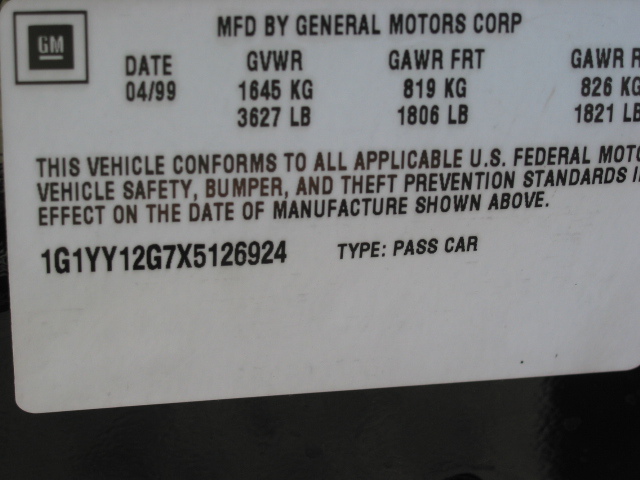 GM
MFD BY GENERAL MOTORS CORP
DATE GVWR GAWR FRT GAWR R
04/99 1645 KG 819 KG 826 KG
3627 LB 1806 LB 1821 LB
THIS VEHICLE CONFORMS TO ALL APPLICABLE U.S. FEDERAL MOTO
VEHICLE SAFETY, BUMPER, AND THEFT PREVENTION STANDARDS I
EFFECT ON THE DATE OF MANUFACTURE SHOWN ABOVE.
1G1YY12G7X5126924 TYPE: PASS CAR